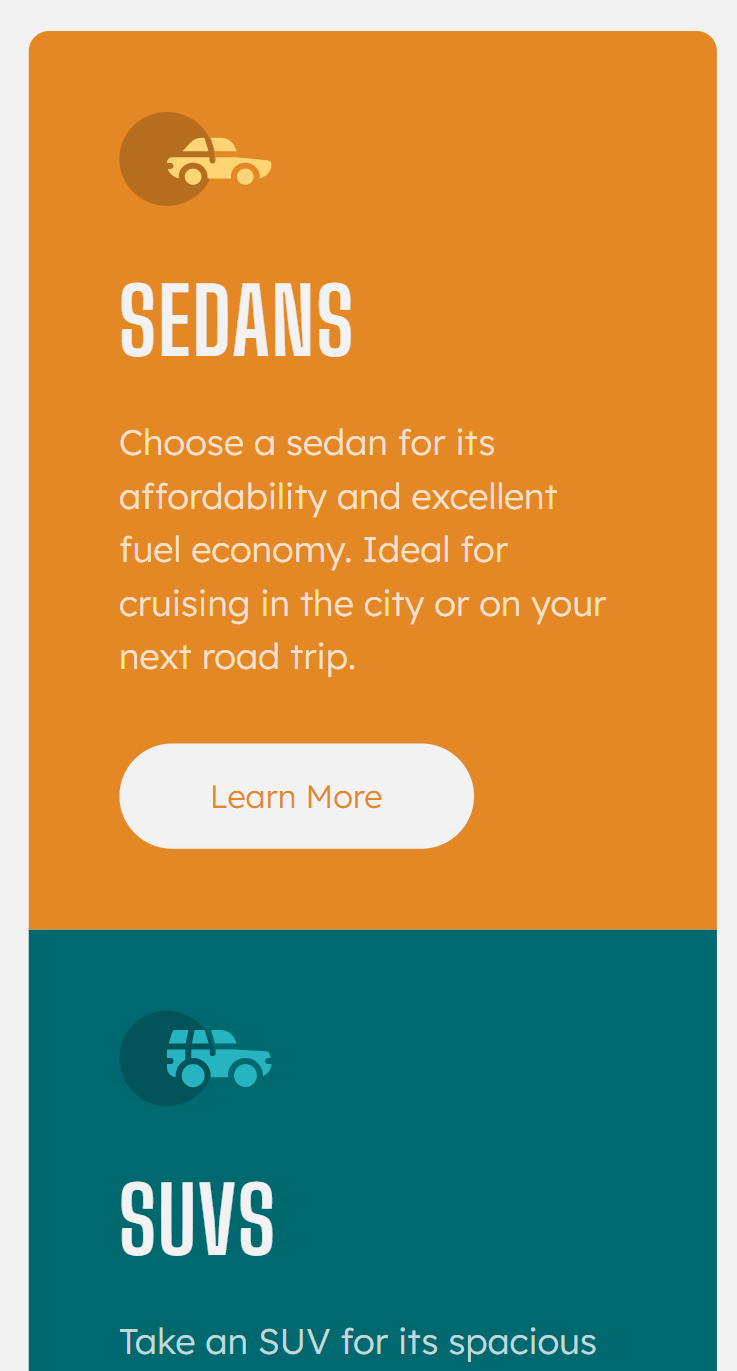 SEDANS
Choose a sedan for its
affordability and excellent
fuel economy. Ideal for
cruising in the city or on your
next road trip.
Learn More
SUVS
Take an SUV for its spacious